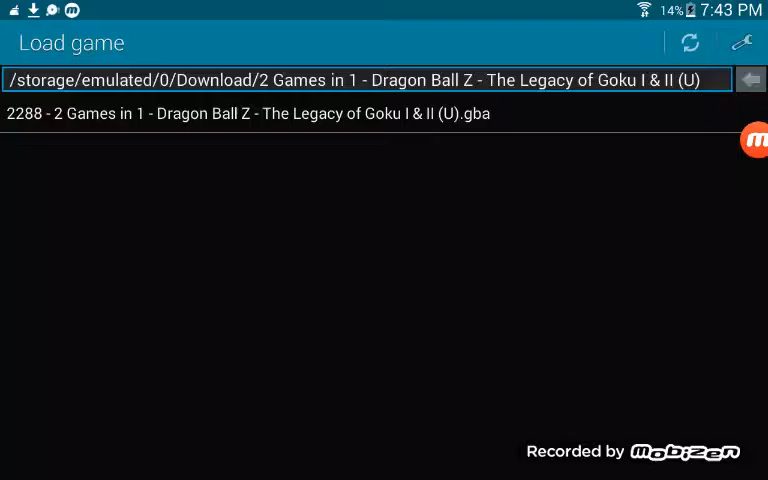 14% 7:43 PM
Load game
/storage/emulated/0/Download/2 Games in 1 - Dragon Ball Z - The Legacy of Goku I & II (U)
2288 - 2 Games in 1 - Dragon Ball Z - The Legacy of Goku I & II (U).gba
Recorded by mobizen